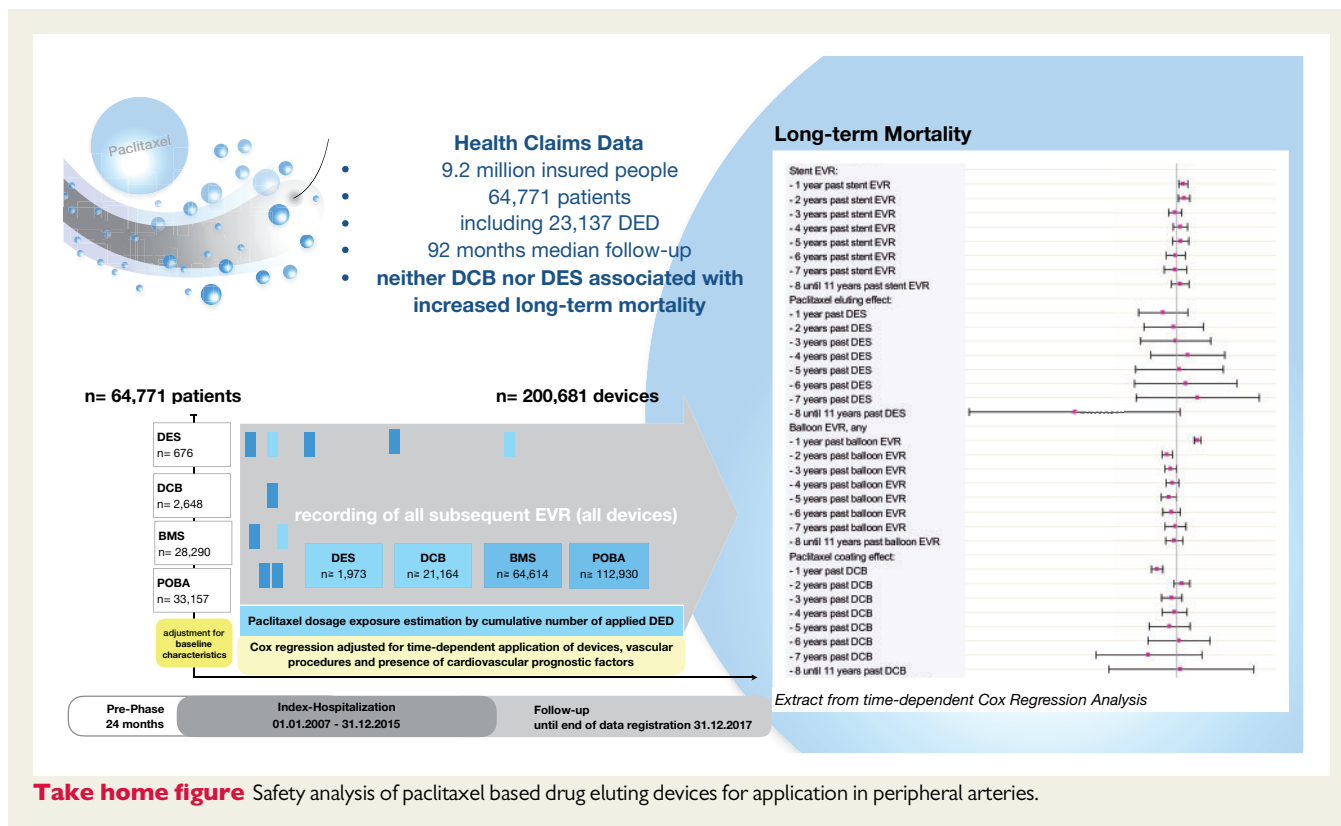 Paclitaxel
Health Claims Data
• 9.2 million insured people
• 64,771 patients
• including 23,137 DED
• 92 months median follow-up
• neither DCB nor DES associated with
increased long-term mortality
n= 64,771 patients
n= 200,681 devices
DES
n= 676
DCB
n= 2,648
BMS
n= 28,290
POBA
n= 33,157
adjustment for
baseline
characteristics
recording of all subsequent EVR (all devices)
DES
n≥ 1,973
DCB
n≥ 21,164
BMS
n≥ 64,614
POBA
n≥ 112,930
Paclitaxel dosage exposure estimation by cumulative number of applied DED
Cox regression adjusted for time-dependent application of devices, vascular
procedures and presence of cardiovascular prognostic factors
Pre-Phase
24 months
Index-Hospitalization
01.01.2007 - 31.12.2015
Follow-up
until end of data registration 31.12.2017
Long-term Mortality
Stent EVR:
- 1 year past stent EVR
- 2 years past stent EVR
- 3 years past stent EVR
- 4 years past stent EVR
- 5 years past stent EVR
- 6 years past stent EVR
- 7 years past stent EVR
- 8 until 11 years past stent EVR
Paclitaxel eluting effect:
- 1 year past DES
- 2 years past DES
- 3 years past DES
- 4 years past DES
- 5 years past DES
- 6 years past DES
- 7 years past DES
- 8 until 11 years past DES
Balloon EVR, any
- 1 year past balloon EVR
- 2 years past balloon EVR
- 3 years past balloon EVR
- 4 years past balloon EVR
- 5 years past balloon EVR
- 6 years past balloon EVR
- 7 years past balloon EVR
- 8 until 11 years past balloon EVR
Paclitaxel coating effect:
- 1 year past DCB
- 2 years past DCB
- 3 years past DCB
- 4 years past DCB
- 5 years past DCB
- 6 years past DCB
- 7 years past DCB
- 8 until 11 years past DCB
Extract from time-dependent Cox Regression Analysis
Take home figure Safety analysis of paclitaxel based drug eluting devices for application in peripheral arteries.